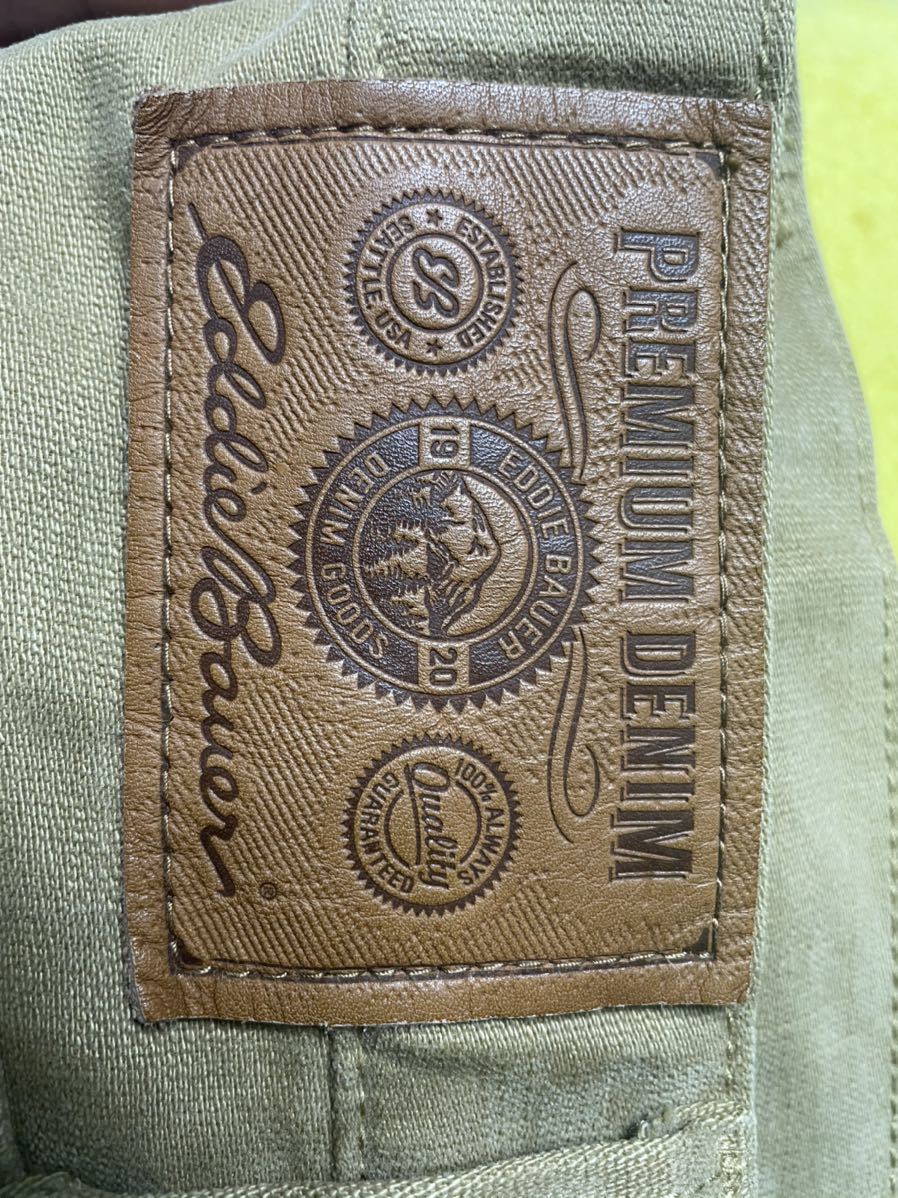 PREMIUM DENIM
ESTABLISHED
EB
SEATTLE, USA
EDDIE BAUER
19 20
DENIM GOODS
100% ALWAYS
Quality
GUARANTEED
Eddie Bauer®